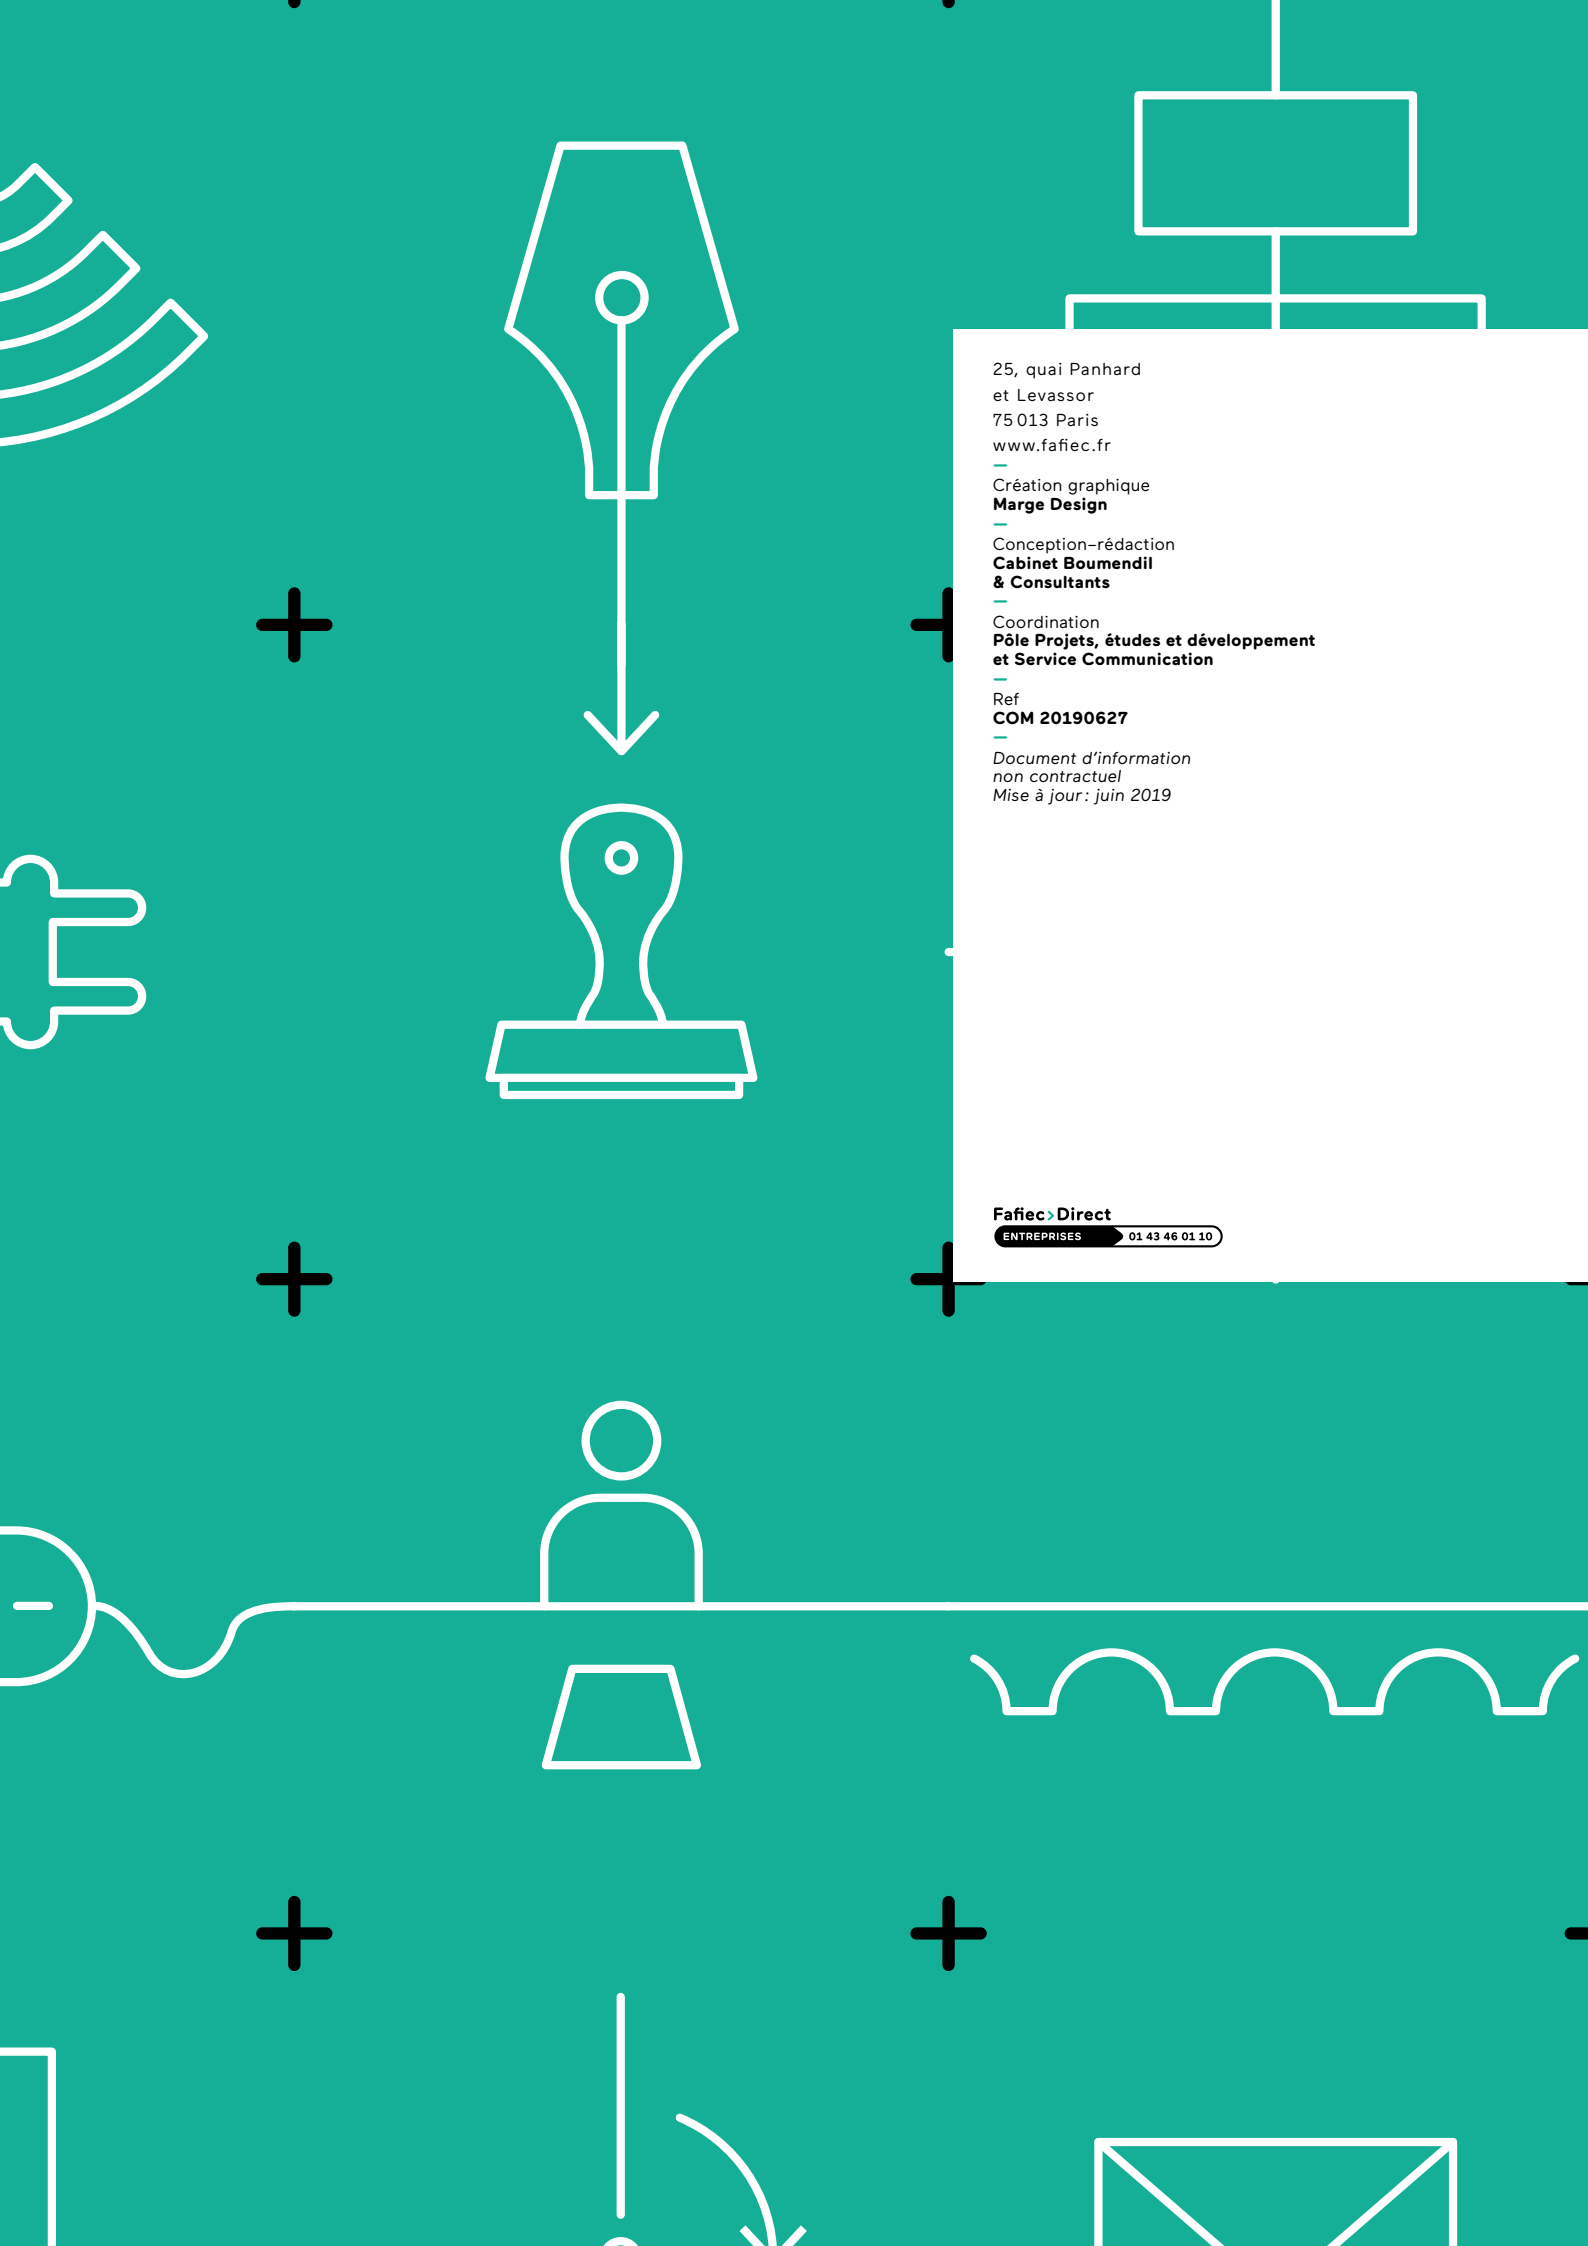 25, quai Panhard
et Levassor
75 013 Paris
www.fafiec.fr
—
Création graphique
Marge Design
—
Conception–rédaction
Cabinet Boumendil
& Consultants
—
Coordination
Pôle Projets, études et développement
et Service Communication
—
Ref
COM 20190627
—
Document d’information
non contractuel
Mise à jour : juin 2019
Fafiec>Direct
ENTREPRISES 01 43 46 01 10